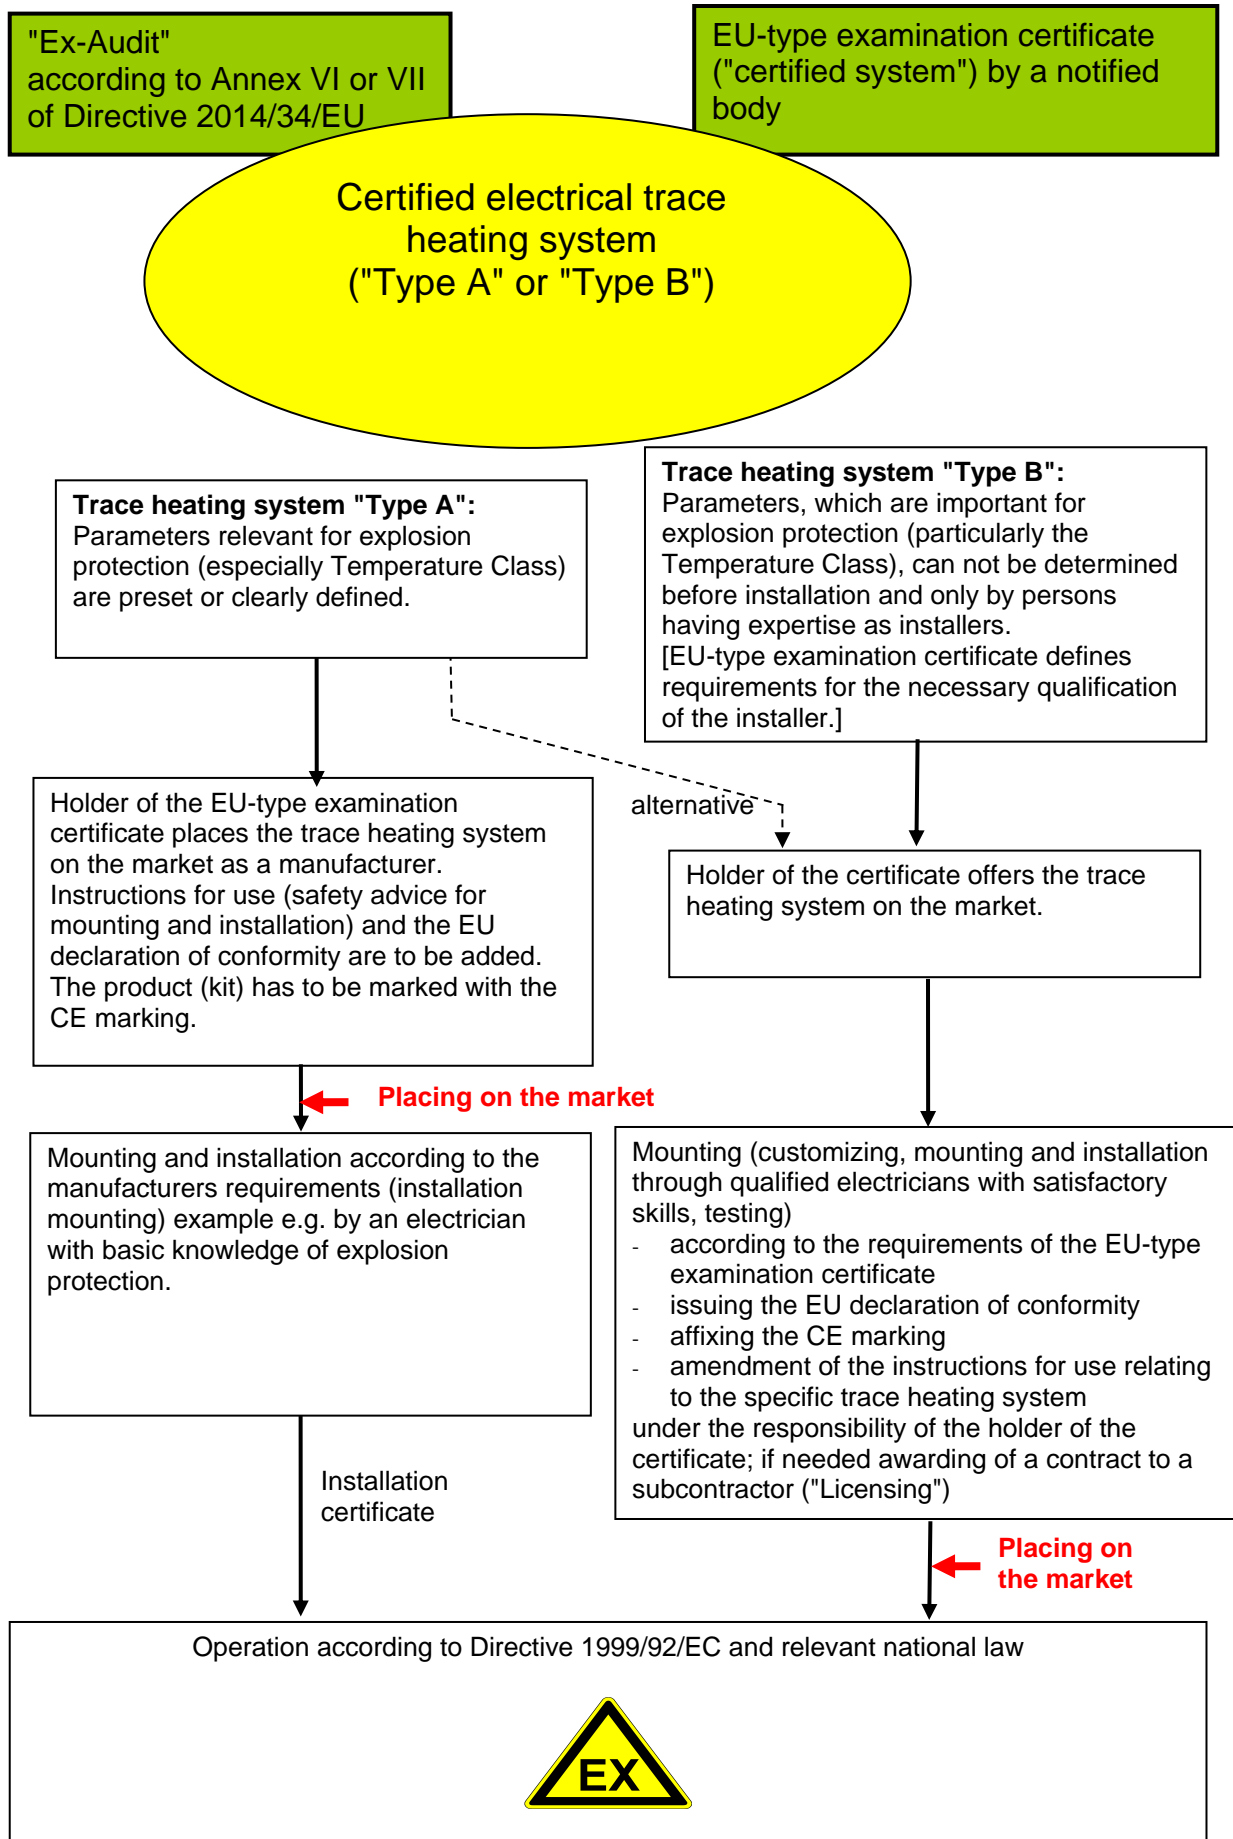 "Ex-Audit"
according to Annex VI or VII
of Directive 2014/34/EU
EU-type examination certificate
("certified system") by a notified
body
Certified electrical trace
heating system
("Type A" or "Type B")
Trace heating system "Type A":
Parameters relevant for explosion
protection (especially Temperature Class)
are preset or clearly defined.
Trace heating system "Type B":
Parameters, which are important for
explosion protection (particularly the
Temperature Class), can not be determined
before installation and only by persons
having expertise as installers.
[EU-type examination certificate defines
requirements for the necessary qualification
of the installer.]
alternative
Holder of the EU-type examination
certificate places the trace heating system
on the market as a manufacturer.
Instructions for use (safety advice for
mounting and installation) and the EU
declaration of conformity are to be added.
The product (kit) has to be marked with the
CE marking.
Holder of the certificate offers the trace
heating system on the market.
Placing on the market
Mounting and installation according to the
manufacturers requirements (installation
mounting) example e.g. by an electrician
with basic knowledge of explosion
protection.
Mounting (customizing, mounting and installation
through qualified electricians with satisfactory
skills, testing)
- according to the requirements of the EU-type
examination certificate
- issuing the EU declaration of conformity
- affixing the CE marking
- amendment of the instructions for use relating
to the specific trace heating system
under the responsibility of the holder of the
certificate; if needed awarding of a contract to a
subcontractor ("Licensing")
Installation
certificate
Placing on
the market
Operation according to Directive 1999/92/EC and relevant national law
EX